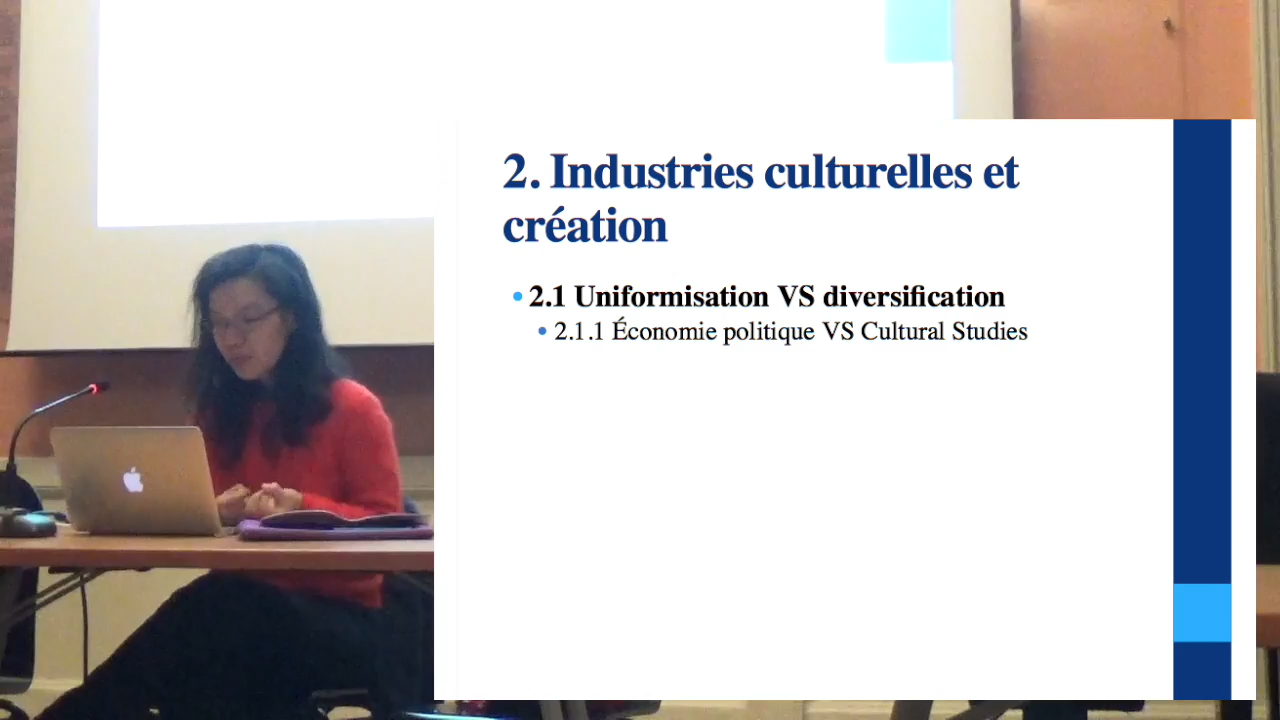 2. Industries culturelles et
création
• 2.1 Uniformisation VS diversification
• 2.1.1 Économie politique VS Cultural Studies